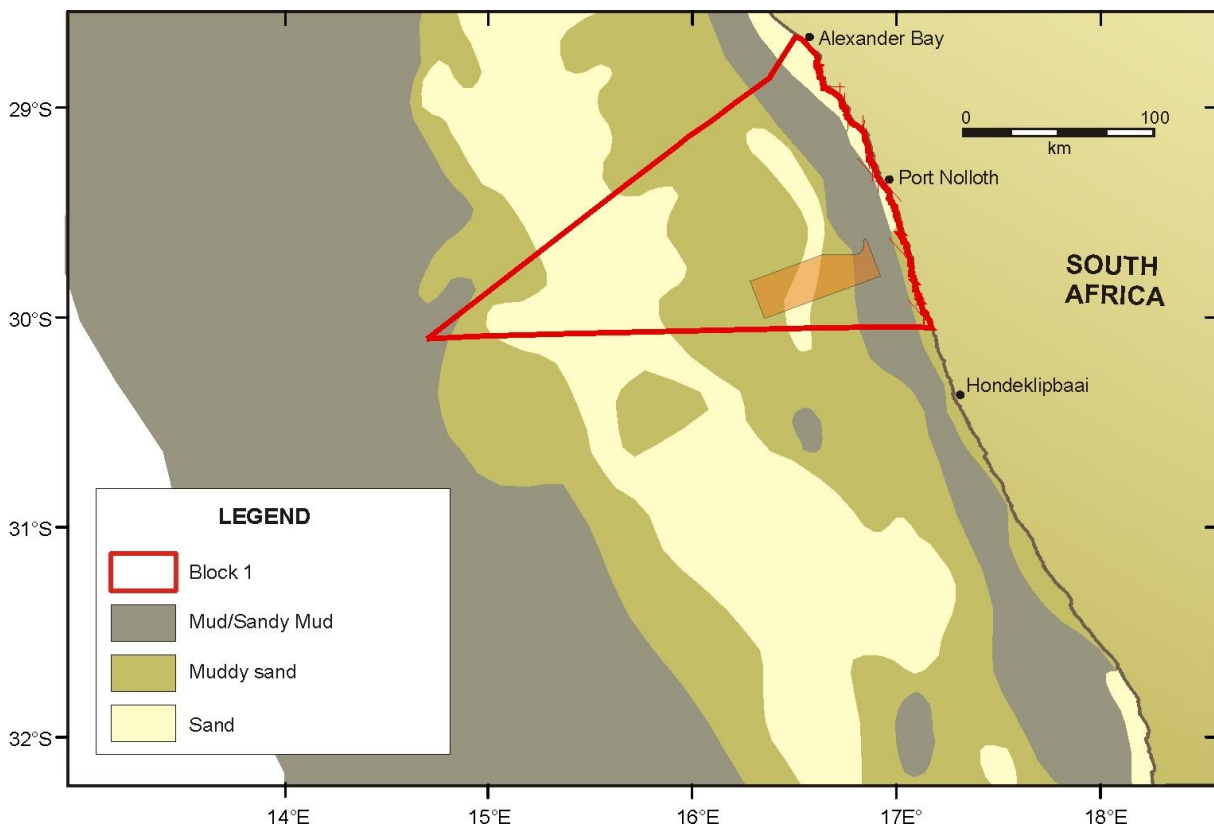 Alexander Bay
29°S
0 100
km
Port Nolloth
SOUTH
AFRICA
30°S
Hondeklipbaai
LEGEND
31°S
Block 1
Mud/Sandy Mud
Muddy sand
Sand
32°S
14°E 15°E 16°E 17°E 18°E